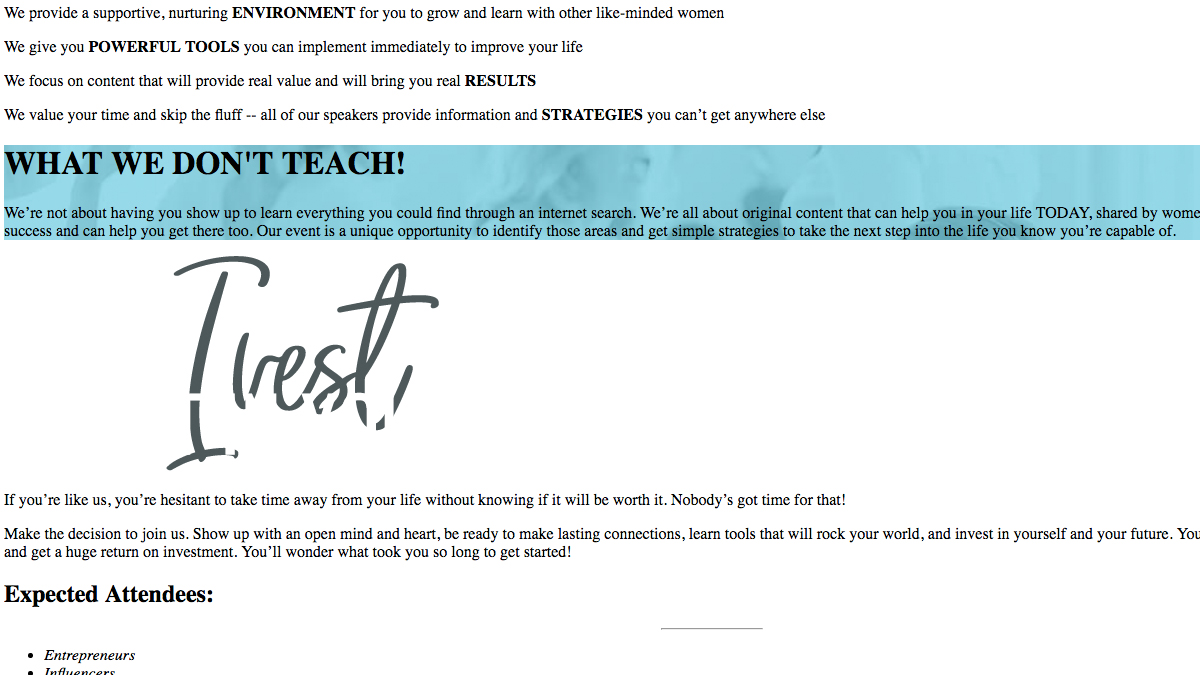 We provide a supportive, nurturing ENVIRONMENT for you to grow and learn with other like-minded women
We give you POWERFUL TOOLS you can implement immediately to improve your life
We focus on content that will provide real value and will bring you real RESULTS
We value your time and skip the fluff -- all of our speakers provide information and STRATEGIES you can’t get anywhere else
WHAT WE DON'T TEACH!
We’re not about having you show up to learn everything you could find through an internet search. We’re all about original content that can help you in your life TODAY, shared by wome
success and can help you get there too. Our event is a unique opportunity to identify those areas and get simple strategies to take the next step into the life you know you’re capable of.
If you’re like us, you’re hesitant to take time away from your life without knowing if it will be worth it. Nobody’s got time for that!
Make the decision to join us. Show up with an open mind and heart, be ready to make lasting connections, learn tools that will rock your world, and invest in yourself and your future. You
and get a huge return on investment. You’ll wonder what took you so long to get started!
Expected Attendees:
Entrepreneurs
Influencers